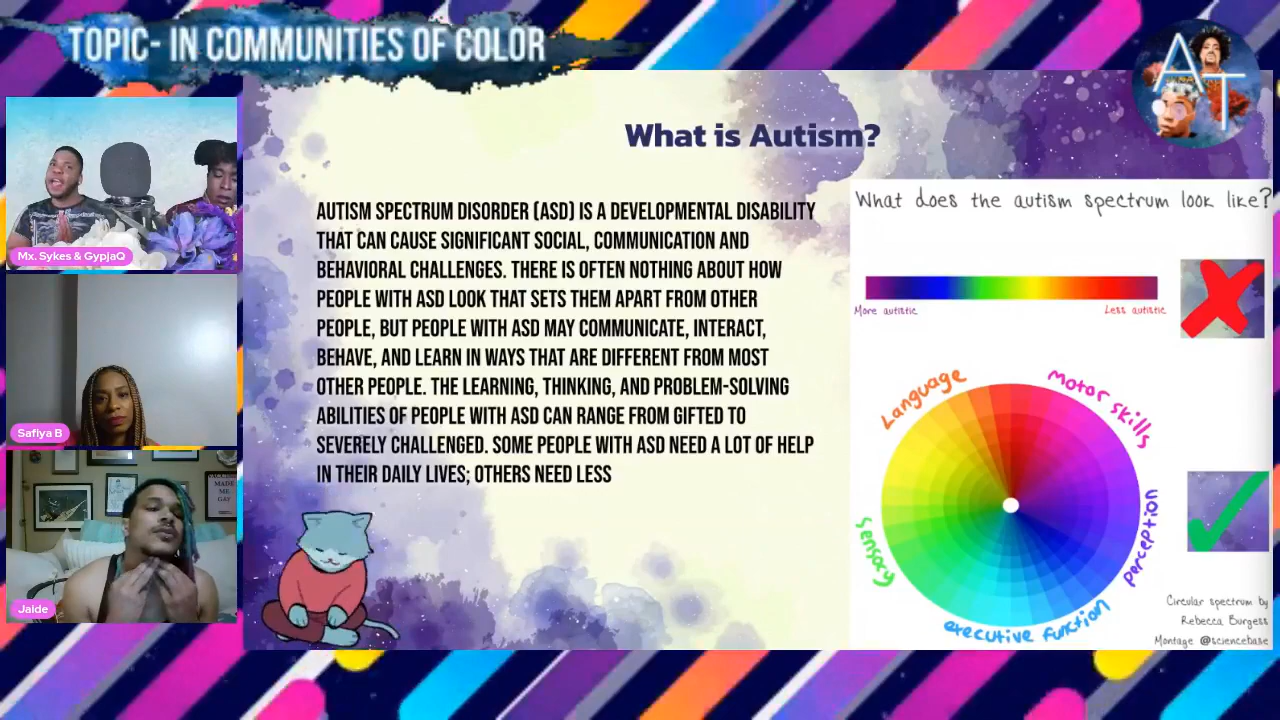 TOPIC- IN COMMUNITIES OF COLOR
AT
What is Autism?
Mx. Sykes & GypjaQ
Safiya B
MADE
ME
GAY
Jaide
AUTISM SPECTRUM DISORDER (ASD) IS A DEVELOPMENTAL DISABILITY
THAT CAN CAUSE SIGNIFICANT SOCIAL, COMMUNICATION AND
BEHAVIORAL CHALLENGES. THERE IS OFTEN NOTHING ABOUT HOW
PEOPLE WITH ASD LOOK THAT SETS THEM APART FROM OTHER
PEOPLE, BUT PEOPLE WITH ASD MAY COMMUNICATE, INTERACT,
BEHAVE, AND LEARN IN WAYS THAT ARE DIFFERENT FROM MOST
OTHER PEOPLE. THE LEARNING, THINKING, AND PROBLEM-SOLVING
ABILITIES OF PEOPLE WITH ASD CAN RANGE FROM GIFTED TO
SEVERELY CHALLENGED. SOME PEOPLE WITH ASD NEED A LOT OF HELP
IN THEIR DAILY LIVES; OTHERS NEED LESS
What does the autism spectrum look like?
More autistic
Less autistic
Language
Motor skills
Sensory
perception
executive function
Circular spectrum by
Rebecca Burgess
Montage @sciencebase